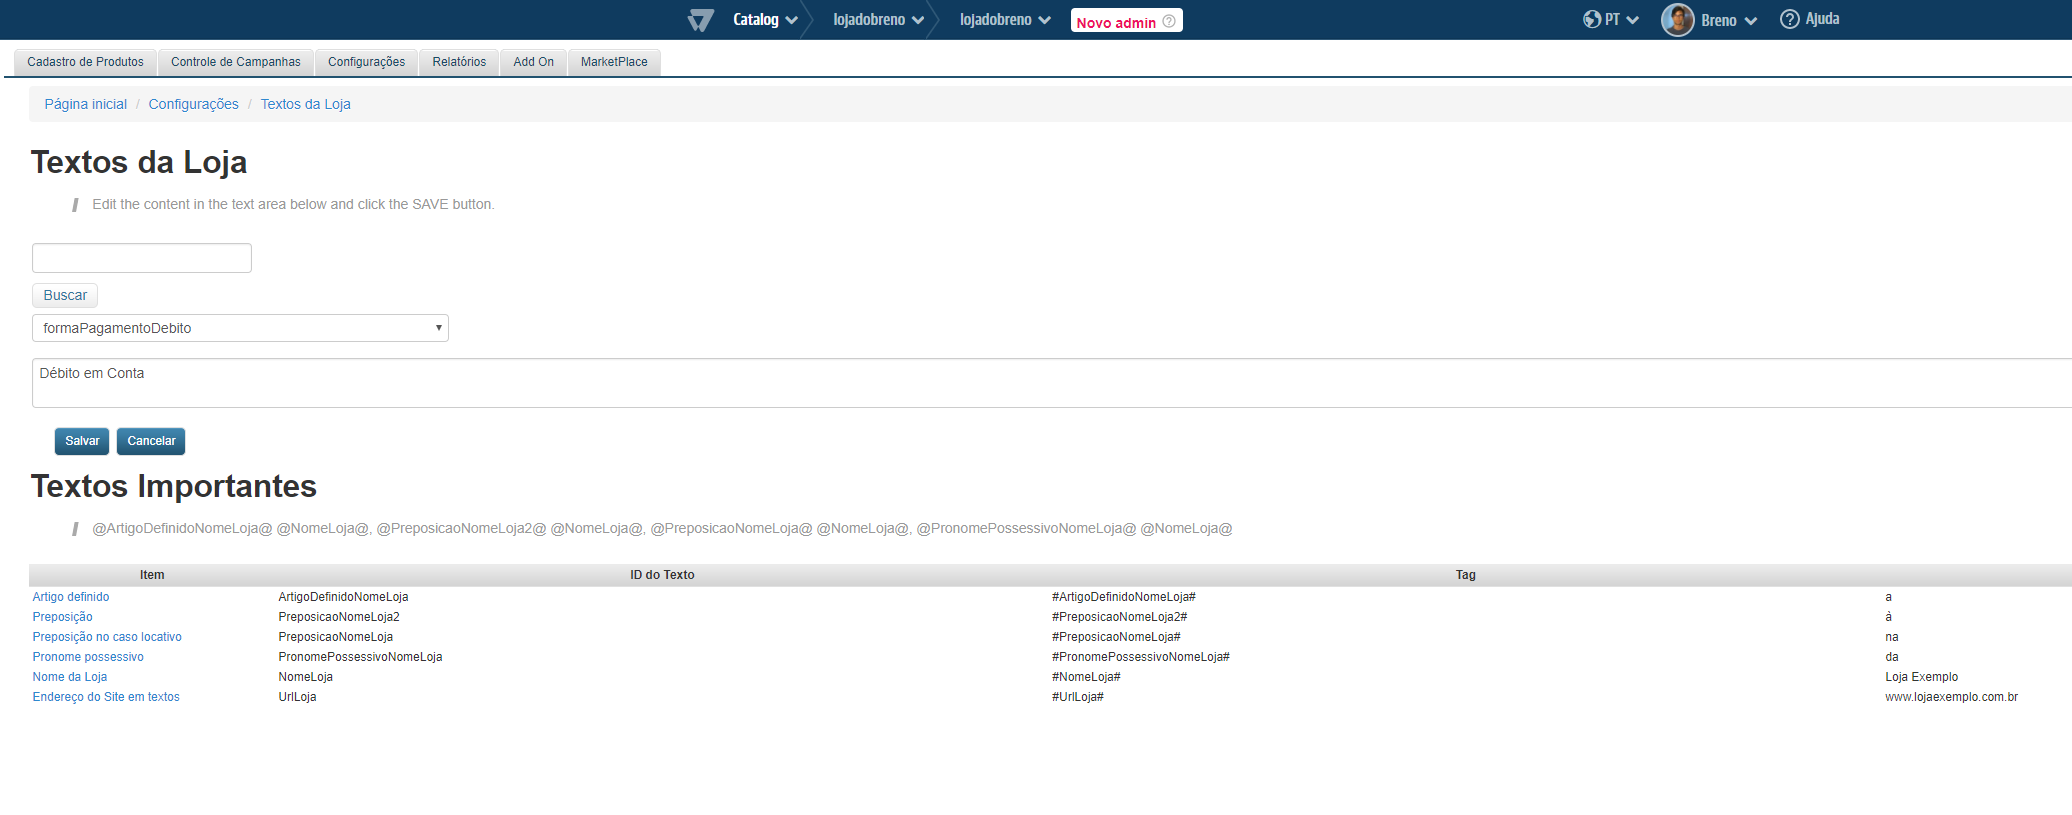 Catalog lojadobreno lojadobreno Novo admin ? PT Breno ? Ajuda
Cadastro de Produtos Controle de Campanhas Configurações Relatórios Add On MarketPlace
Página inicial / Configurações / Textos da Loja
Textos da Loja
Edit the content in the text area below and click the SAVE button.
Buscar
formaPagamentoDebito
Débito em Conta
Salvar Cancelar
Textos Importantes
@ArtigoDefinidoNomeLoja@ @NomeLoja@, @PreposicaoNomeLoja2@ @NomeLoja@, @PreposicaoNomeLoja@ @NomeLoja@, @PronomePossessivoNomeLoja@ @NomeLoja@
Item ID do Texto Tag
Artigo definido ArtigoDefinidoNomeLoja #ArtigoDefinidoNomeLoja# a
Preposição PreposicaoNomeLoja2 #PreposicaoNomeLoja2# à
Preposição no caso locativo PreposicaoNomeLoja #PreposicaoNomeLoja# na
Pronome possessivo PronomePossessivoNomeLoja #PronomePossessivoNomeLoja# da
Nome da Loja NomeLoja #NomeLoja# Loja Exemplo
Endereço do Site em textos UrlLoja #UrlLoja# www.lojaexemplo.com.br